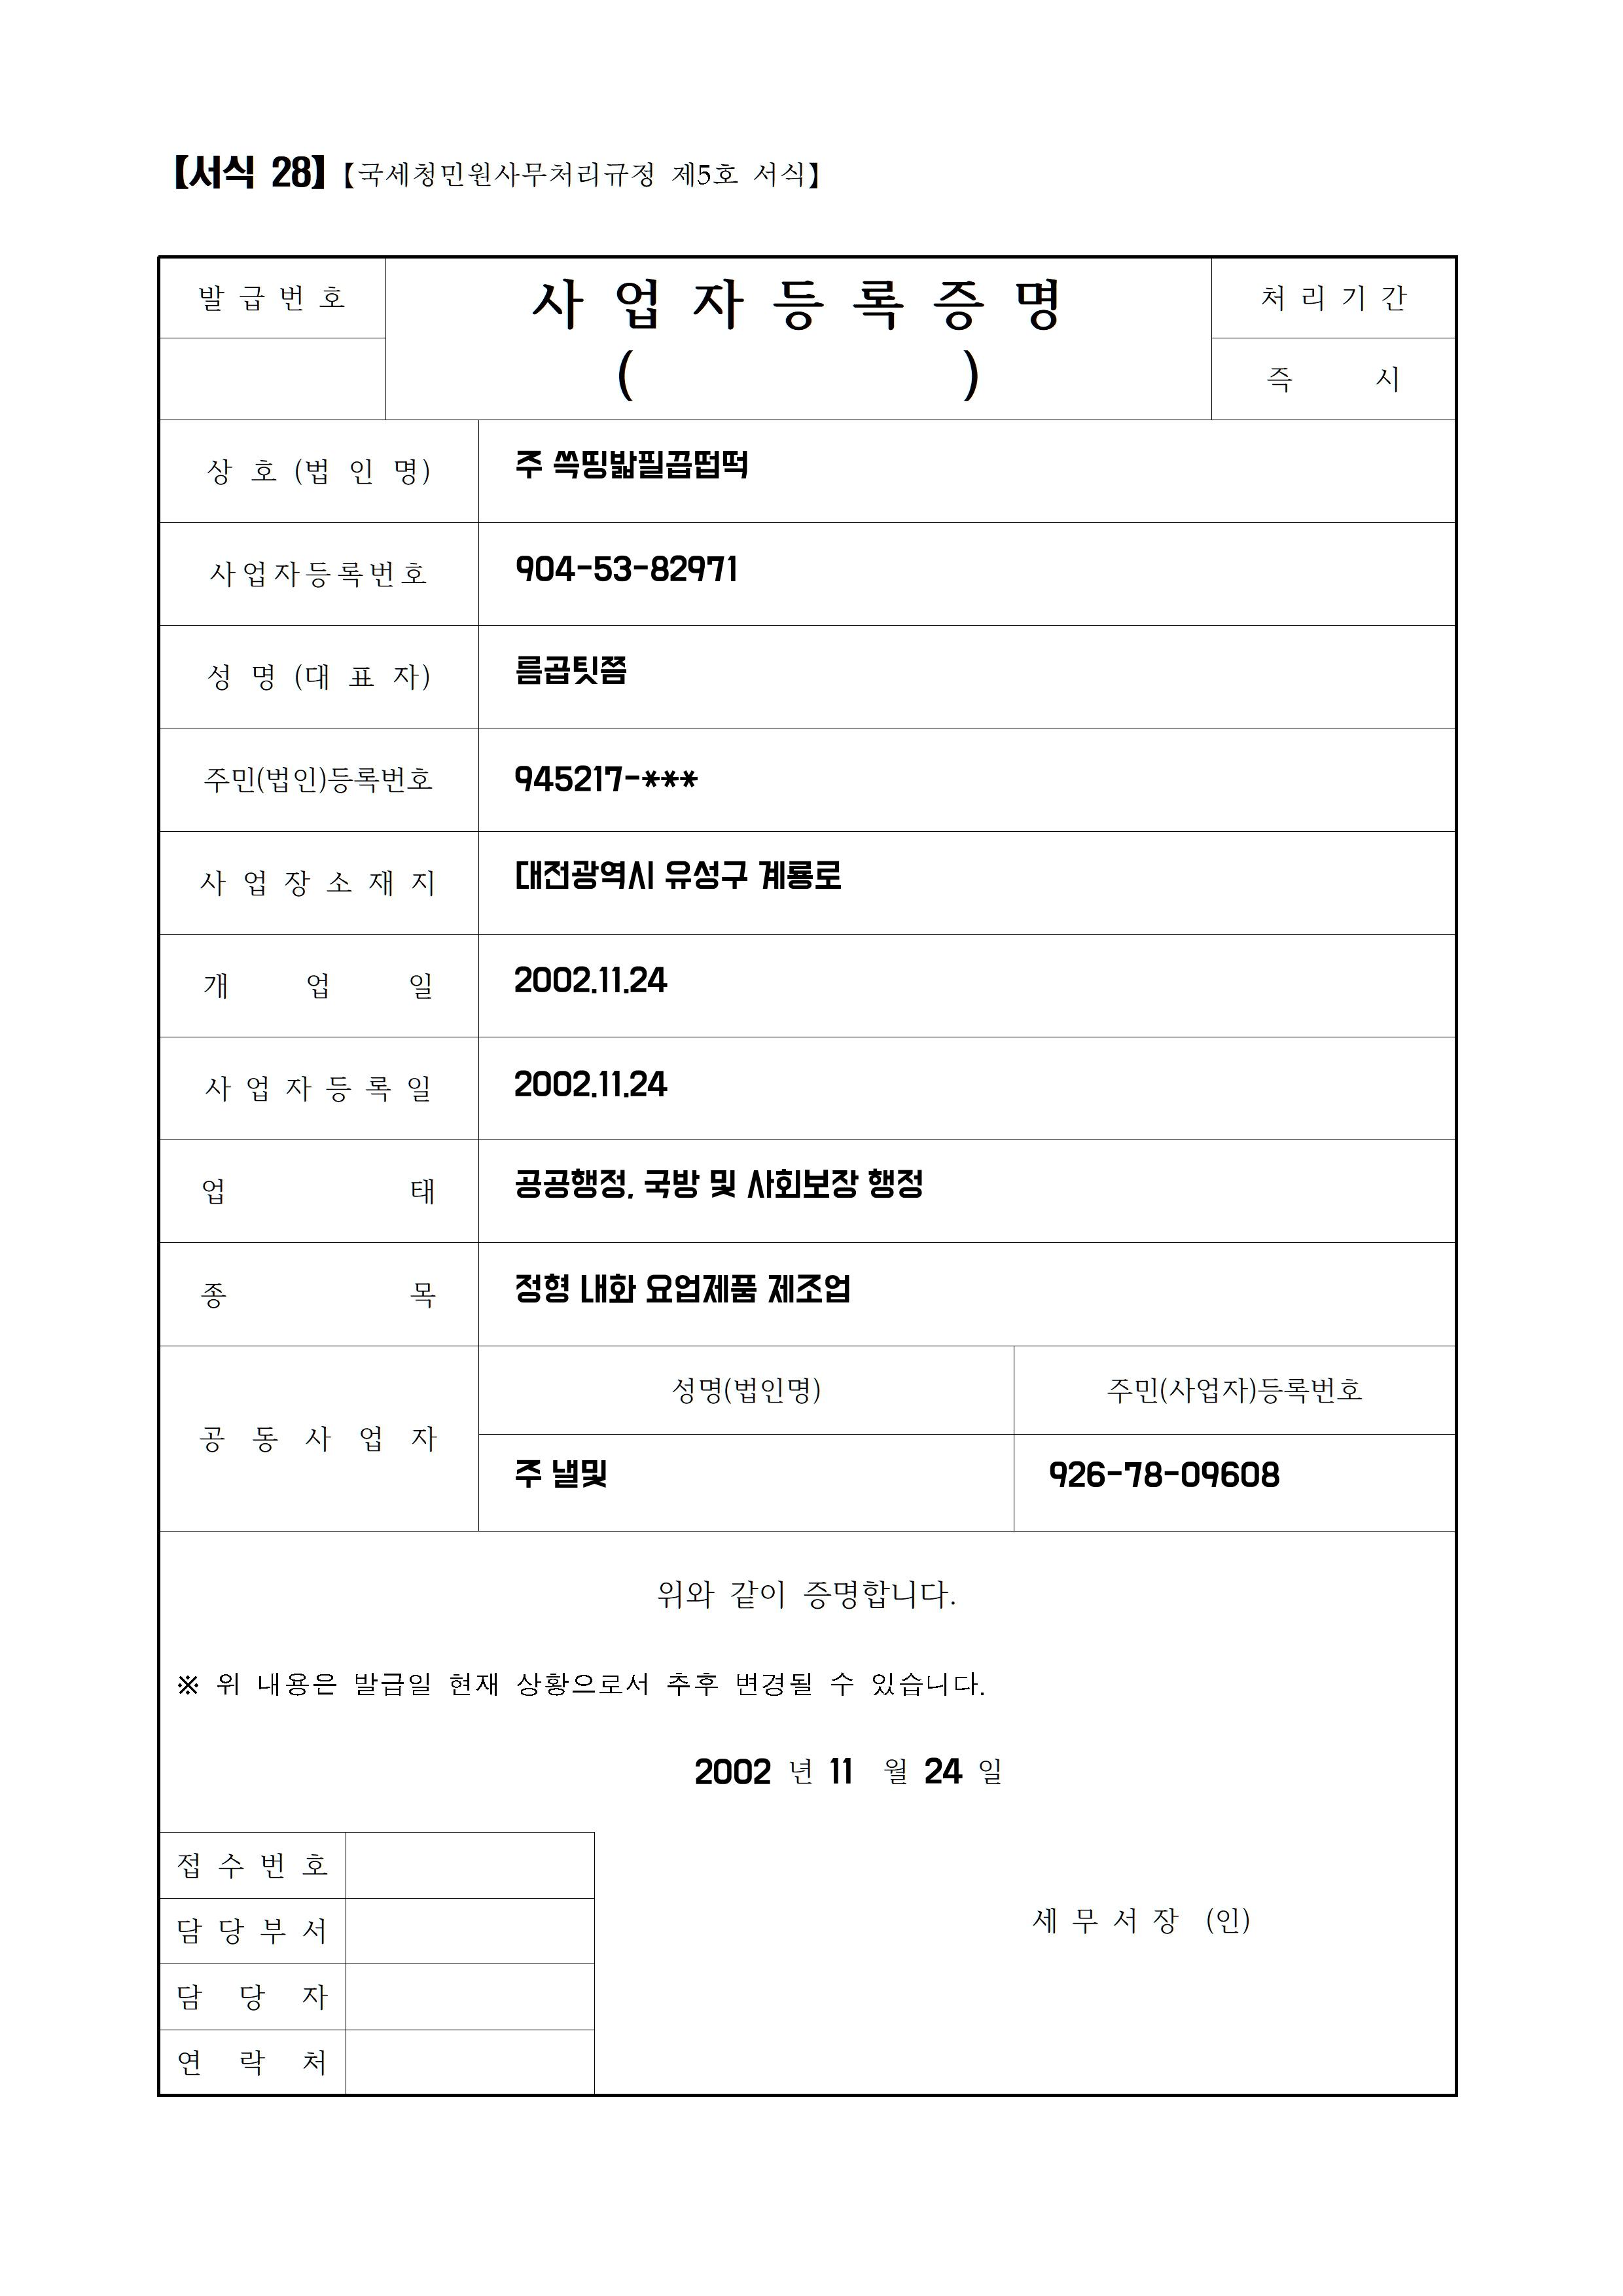 【서식 28】【국세청민원사무처리규정 제5호 서식】
발 급 번 호
사 업 자 등 록 증 명
( )
처 리 기 간
즉 시
상 호 (법 인 명) 주 쓱띵밟필끕텁떡
사업자등록번호 904-53-82971
성 명 (대 표 자) 름곱팃쯤
주민(법인)등록번호 945217-***
사 업 장 소 재 지 대전광역시 유성구 계룡로
개 업 일 2002.11.24
사 업 자 등 록 일 2002.11.24
업 태 공공행정, 국방 및 사회보장 행정
종 목 정형 내화 요업제품 제조업
공 동 사 업 자
성명(법인명) 주민(사업자)등록번호
주 낼및 926-78-09608
위와 같이 증명합니다.
※ 위 내용은 발급일 현재 상황으로서 추후 변경될 수 있습니다.
2002 년 11 월 24 일
접 수 번 호
담 당 부 서
세 무 서 장 (인)
담 당 자
연 락 처